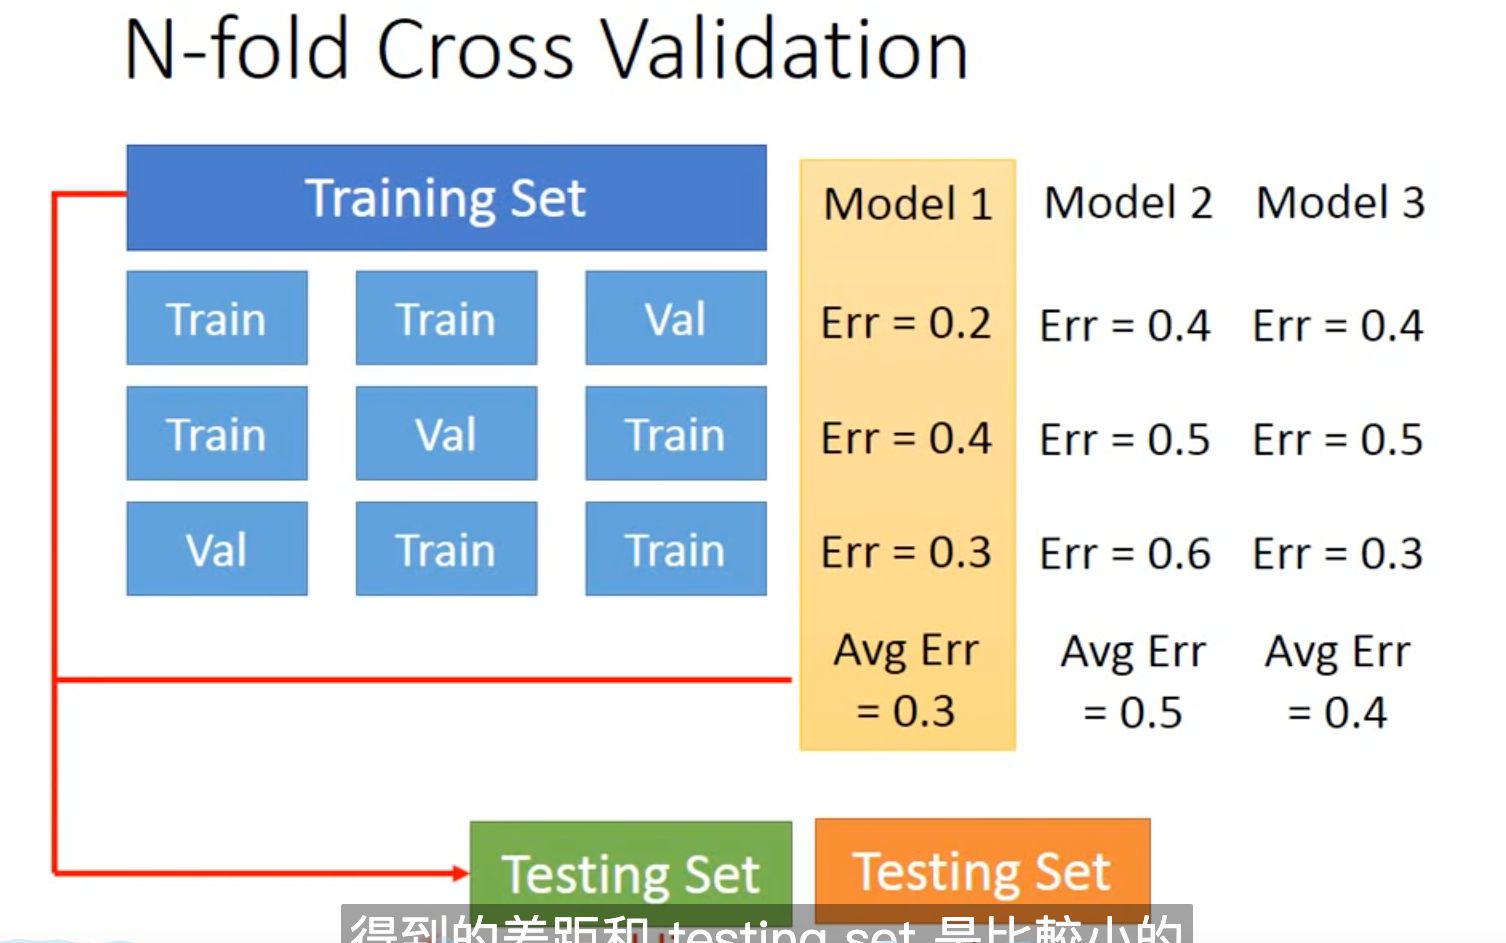 N-fold Cross Validation
Training Set
Model 1 Model 2 Model 3
Train Train Val Err = 0.2 Err = 0.4 Err = 0.4
Train Val Train Err = 0.4 Err = 0.5 Err = 0.5
Val Train Train Err = 0.3 Err = 0.6 Err = 0.3
Avg Err Avg Err Avg Err
= 0.3 = 0.5 = 0.4
Testing Set Testing Set
得到的差距和 testing set 是比較小的